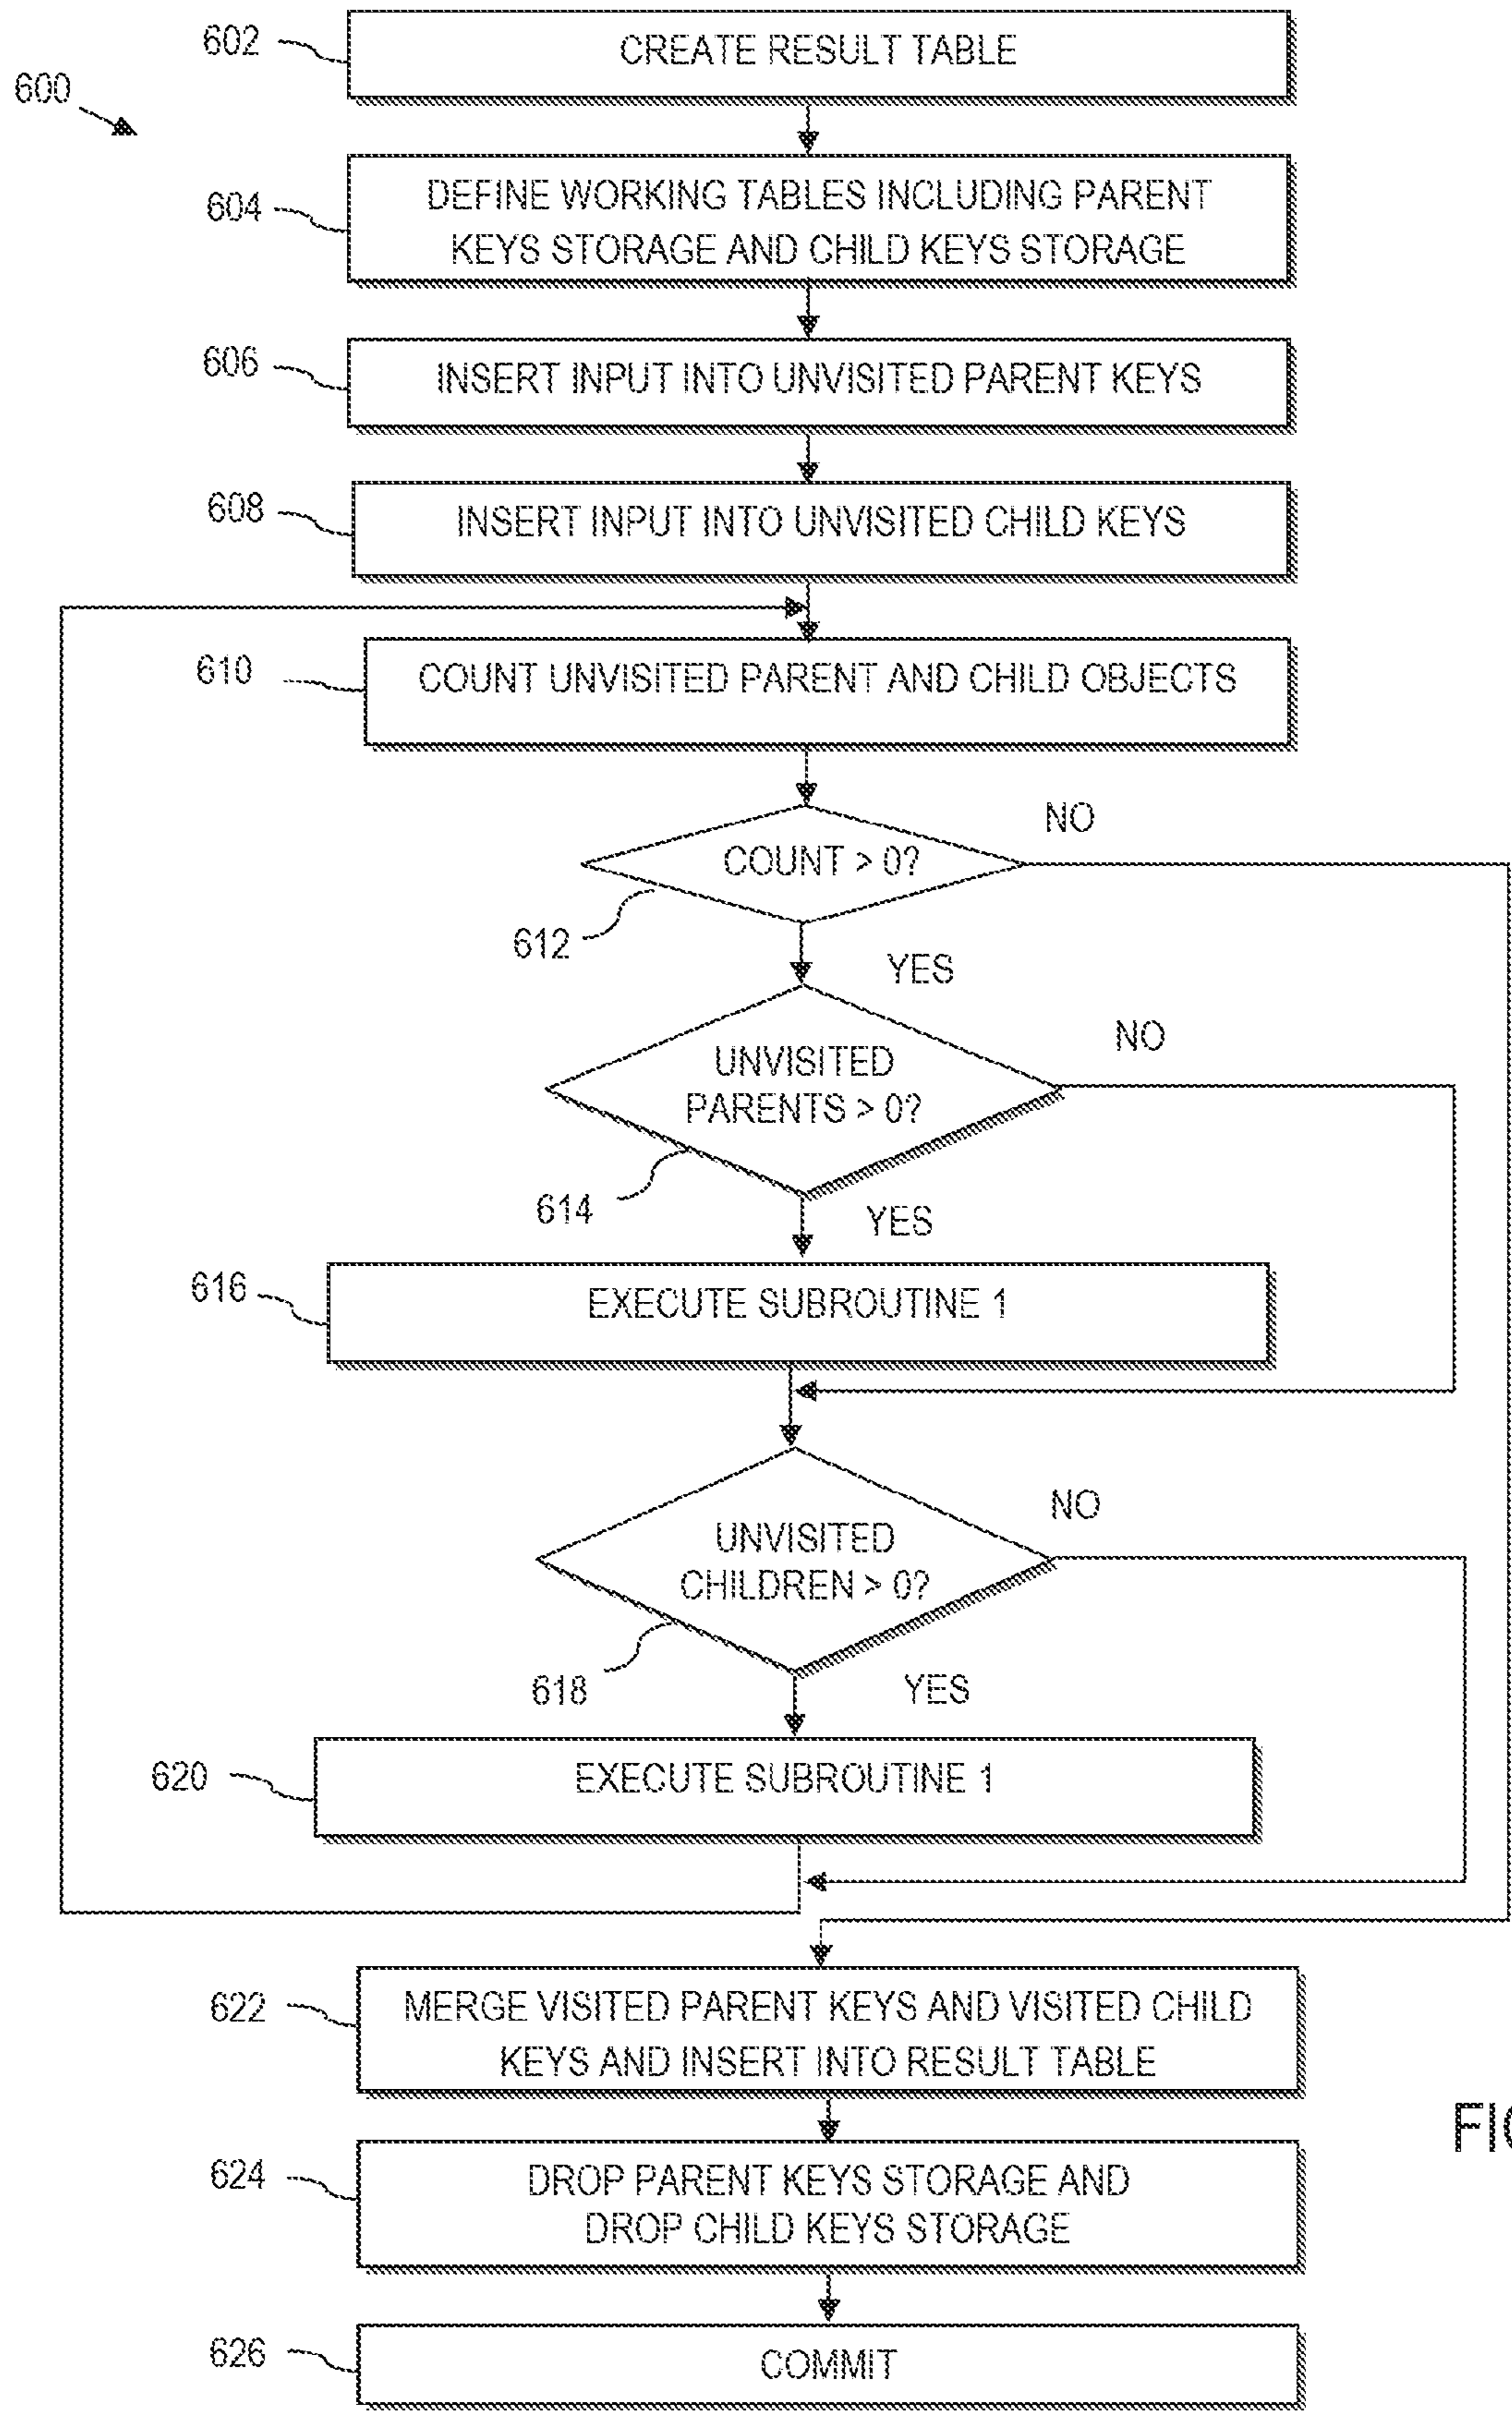 602
CREATE RESULT TABLE
600
604
DEFINE WORKING TABLES INCLUDING PARENT
KEYS STORAGE AND CHILD KEYS STORAGE
606
INSERT INPUT INTO UNVISITED PARENT KEYS
608
INSERT INPUT INTO UNVISITED CHILD KEYS
610
COUNT UNVISITED PARENT AND CHILD OBJECTS
NO
COUNT > 0?
612
YES
NO
UNVISITED
PARENTS > 0?
614
YES
616
EXECUTE SUBROUTINE 1
NO
UNVISITED
CHILDREN > 0?
618
YES
620
EXECUTE SUBROUTINE 1
622
MERGE VISITED PARENT KEYS AND VISITED CHILD
KEYS AND INSERT INTO RESULT TABLE
624
DROP PARENT KEYS STORAGE AND
DROP CHILD KEYS STORAGE
626
COMMIT